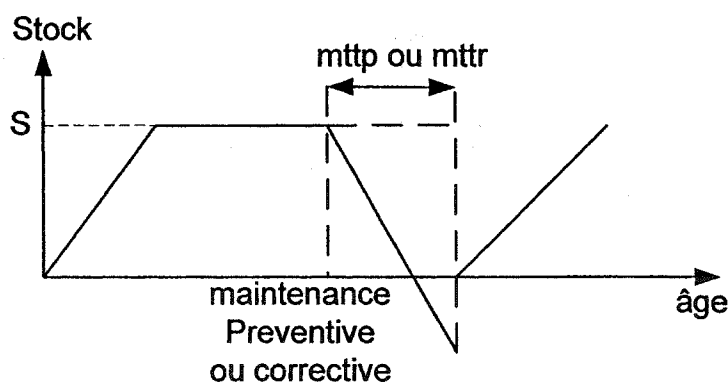 Stock
mttp ou mttr
S
maintenance
Preventive
ou corrective
âge